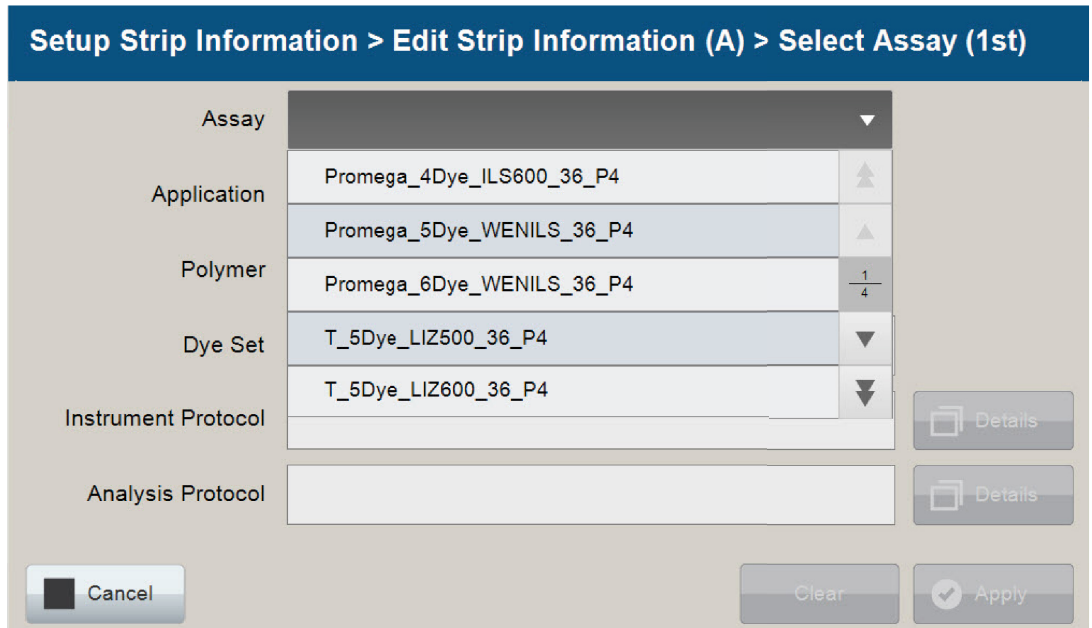 Setup Strip Information > Edit Strip Information (A) > Select Assay (1st)
Assay
Promega_4Dye_ILS600_36_P4
Application
Promega_5Dye_WENILS_36_P4
Polymer
Promega_6Dye_WENILS_36_P4
1
4
Dye Set
T_5Dye_LIZ500_36_P4
T_5Dye_LIZ600_36_P4
Instrument Protocol
Details
Analysis Protocol
Details
Cancel
Clear
Apply